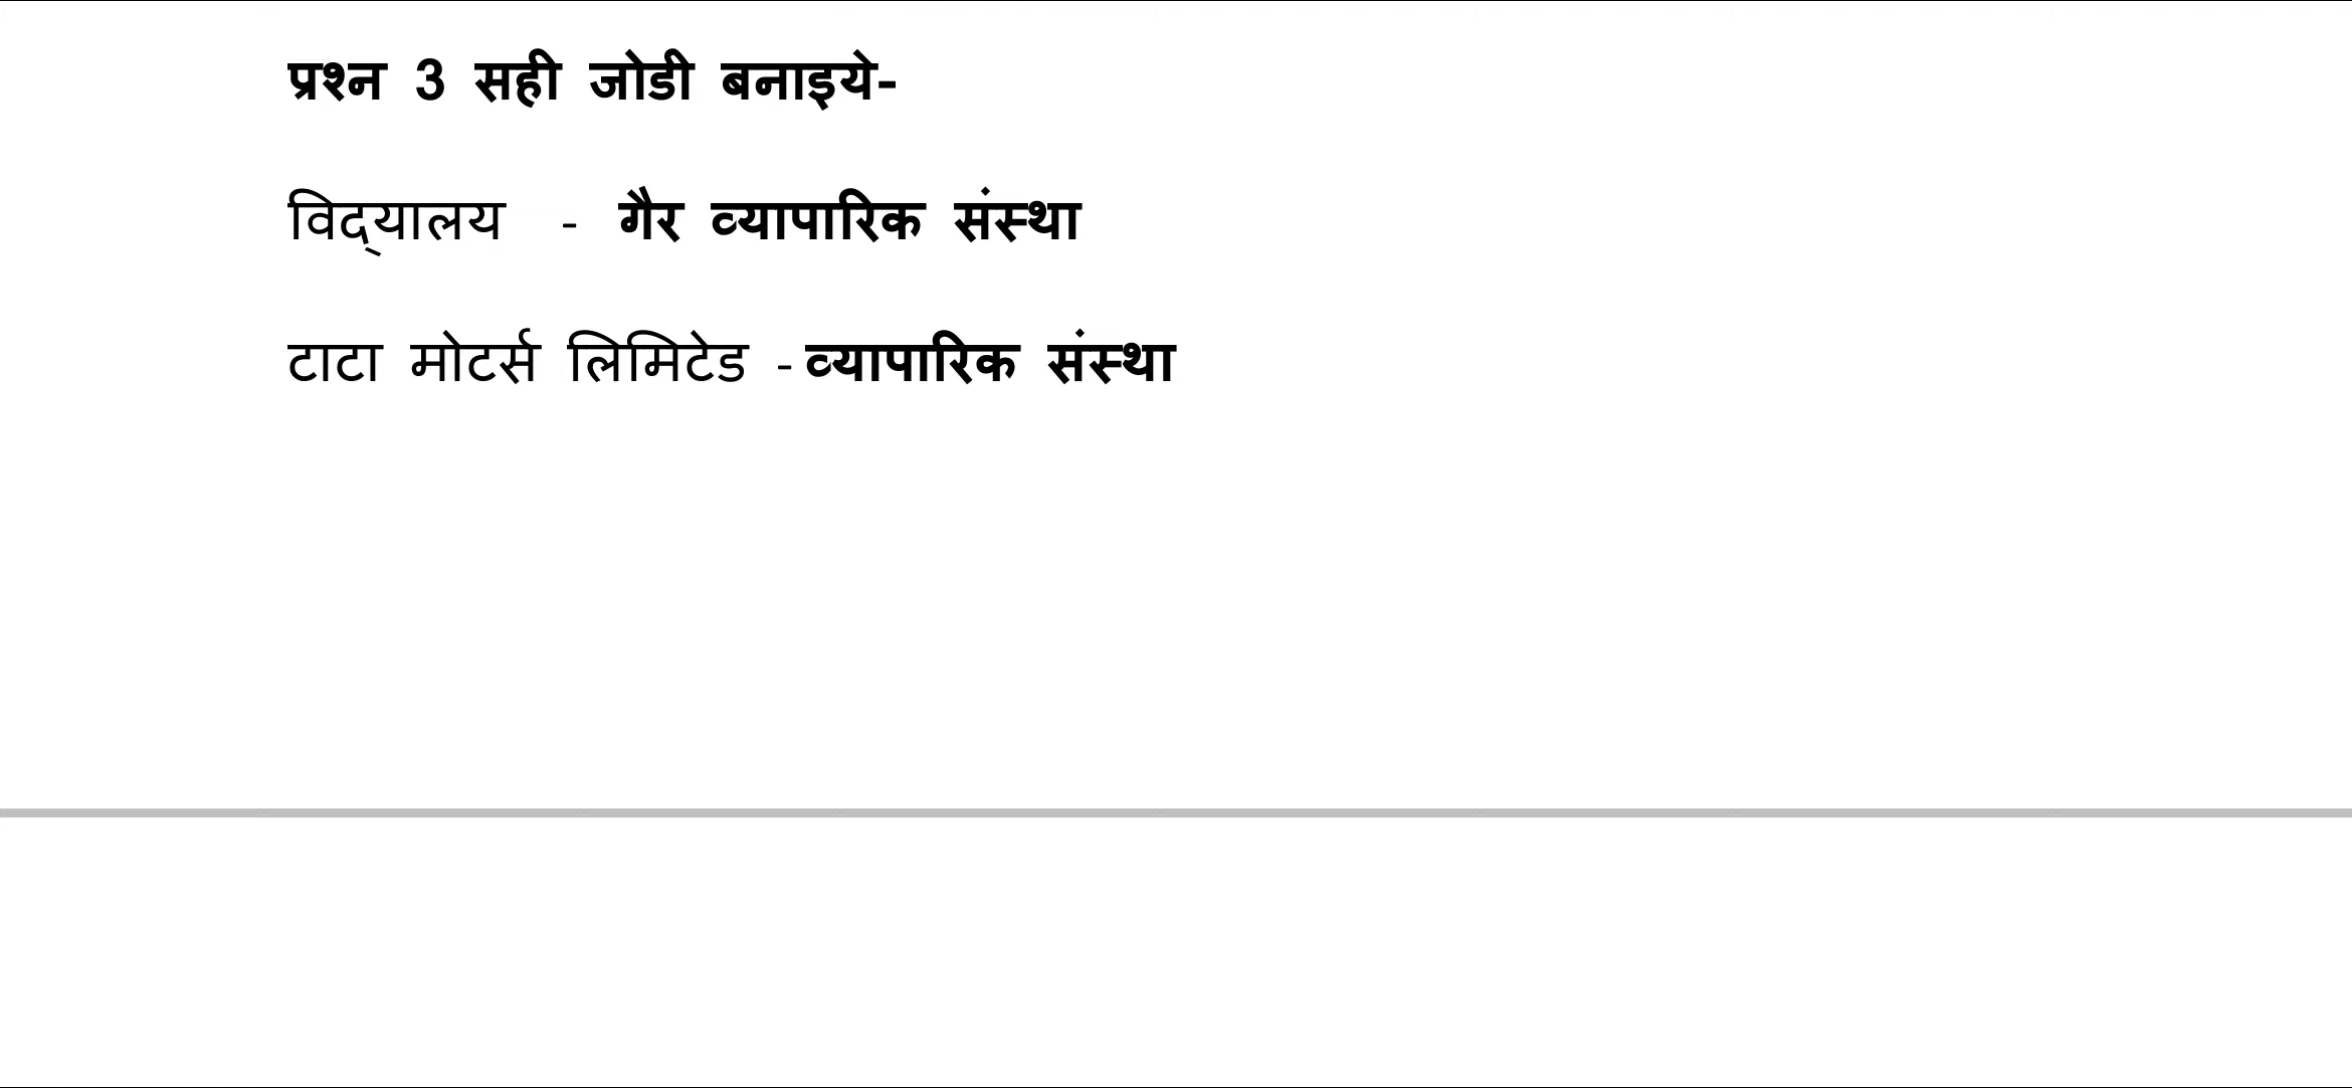 प्रश्न 3 सही जोडी बनाइये-
विद्‌यालय - गैर व्यापारिक संस्था
टाटा मोटर्स लिमिटेड - व्यापारिक संस्था